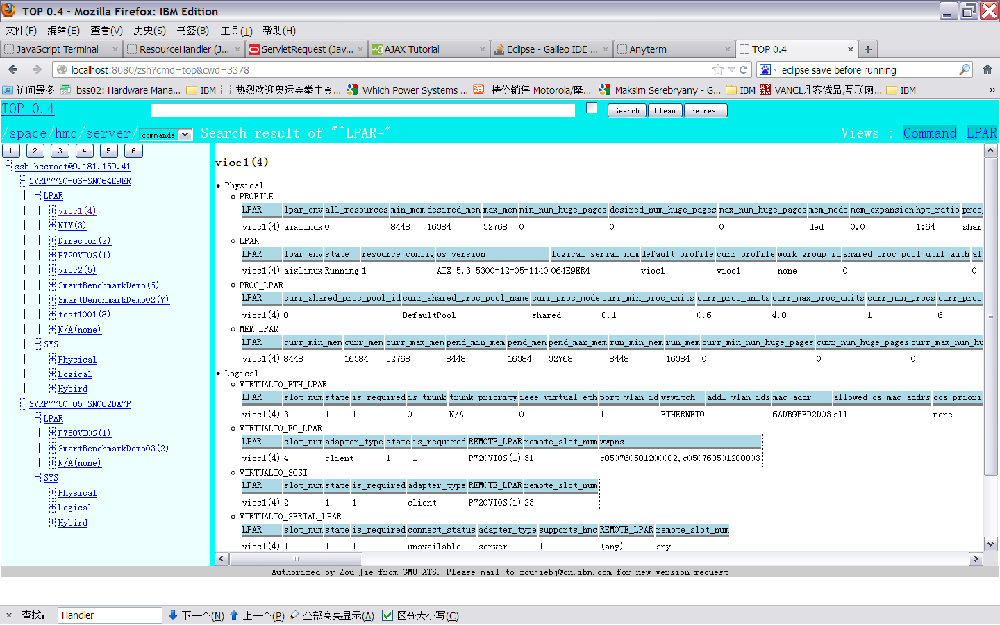 TOP 0.4 - Mozilla Firefox: IBM Edition
文件(F) 编辑(E) 查看(V) 历史(S) 书签(B) 工具(T) 帮助(H)
JavaScript Terminal ResourceHandler (J... ServletRequest (Jav... AJAX Tutorial Eclipse - Galileo IDE ... Anyterm TOP 0.4
localhost:8080/zsh?cmd=top&cwd=3378 eclipse save before running
访问最多 bss02: Hardware Mana... IBM 热烈欢迎奥运会拳击金... Which Power Systems ... 特价销售 Motorola/摩... Maksim Serebryany - G... IBM VANCL凡客诚品,互联网... IBM »
TOP 0.4 Search Clean Refresh
/space/hmc/server/ commands Search result of "^LPAR=" Views : Command LPAR
1 2 3 4 5 6
ssh hscroot@9.181.159.41
SVRP7720-06-SN064E9ER
LPAR
vioc1(4)
NIM(3)
Director(2)
P720VIOS(1)
vioc2(5)
SmartBenchmarkDemo(6)
SmartBenchmarkDemo02(7)
test1001(8)
N/A(none)
SYS
Physical
Logical
Hybird
SVRP7750-05-SN062DA7P
LPAR
P750VIOS(1)
SmartBenchmarkDemo03(2)
N/A(none)
SYS
Physical
Logical
Hybird
vioc1(4)
Physical
PROFILE
LPAR lpar_env all_resources min_mem desired_mem max_mem min_num_huge_pages desired_num_huge_pages max_num_huge_pages mem_mode mem_expansion hpt_ratio proc_
vioc1(4) aixlinux 0 8448 16384 32768 0 0 0 ded 0.0 1:64 share
LPAR
LPAR lpar_env state resource_config os_version logical_serial_num default_profile curr_profile work_group_id shared_proc_pool_util_auth all
vioc1(4) aixlinux Running 1 AIX 5.3 5300-12-05-1140 064E9ER4 vioc1 vioc1 none 0 0
PROC_LPAR
LPAR curr_shared_proc_pool_id curr_shared_proc_pool_name curr_proc_mode curr_min_proc_units curr_proc_units curr_max_proc_units curr_min_procs curr_procs
vioc1(4) 0 DefaultPool shared 0.1 0.6 4.0 1 6
MEM_LPAR
LPAR curr_min_mem curr_mem curr_max_mem pend_min_mem pend_mem pend_max_mem run_min_mem run_mem curr_min_num_huge_pages curr_num_huge_pages curr_max_num_hu
vioc1(4) 8448 16384 32768 8448 16384 32768 8448 16384 0 0 0
Logical
VIRTUALIO_ETH_LPAR
LPAR slot_num state is_required is_trunk trunk_priority ieee_virtual_eth port_vlan_id vswitch addl_vlan_ids mac_addr allowed_os_mac_addrs qos_priorit
vioc1(4) 3 1 1 0 N/A 0 1 ETHERNET0 6ADB9BED2D03 all none
VIRTUALIO_FC_LPAR
LPAR slot_num adapter_type state is_required REMOTE_LPAR remote_slot_num wwpns
vioc1(4) 4 client 1 1 P720VIOS(1) 31 c050760501200002,c050760501200003
VIRTUALIO_SCSI
LPAR slot_num state is_required adapter_type REMOTE_LPAR remote_slot_num
vioc1(4) 2 1 1 client P720VIOS(1) 23
VIRTUALIO_SERIAL_LPAR
LPAR slot_num state is_required connect_status adapter_type supports_hmc REMOTE_LPAR remote_slot_num
vioc1(4) 1 1 1 unavailable server 1 (any) any
Authorized by Zou Jie from GMU ATS. Please mail to zoujiebj@cn.ibm.com for new version request
× 查找: Handler 下一个(N) 上一个(P) 全部高亮显示(A) 区分大小写(C)